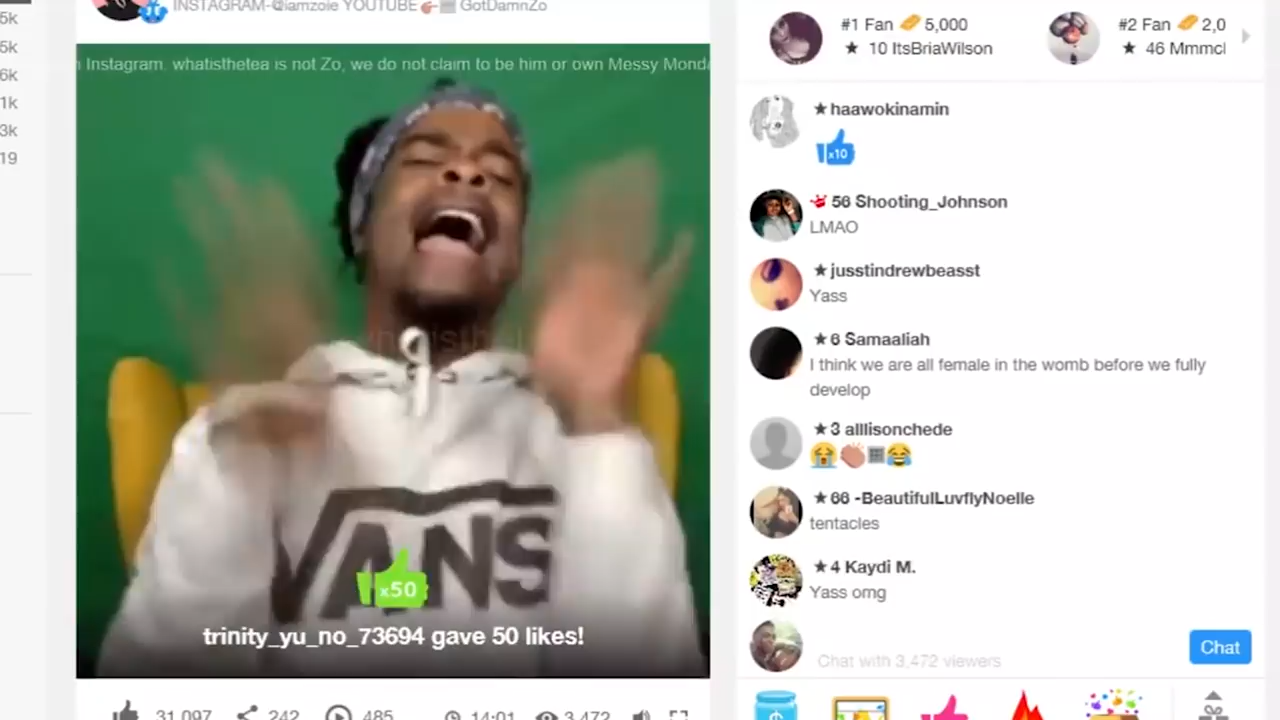 5k
5k
6k
1k
3k
19
INSTAGRAM-@iamzoie YOUTUBE GotDamnZo
Instagram. whatisthetea is not Zo, we do not claim to be him or own Messy Monda
VANS
x50
trinity_yu_no_73694 gave 50 likes!
31,097 242 485 14:01 3,472
#1 Fan 5,000
10 ItsBriaWilson
#2 Fan 2,0
46 Mmmcl
haawokinamin
x10
56 Shooting_Johnson
LMAO
jusstindrewbeasst
Yass
6 Samaaliah
I think we are all female in the womb before we fully
develop
3 alllisonchede
66 -BeautifulLuvflyNoelle
tentacles
4 Kaydi M.
Yass omg
Chat with 3,472 viewers
Chat